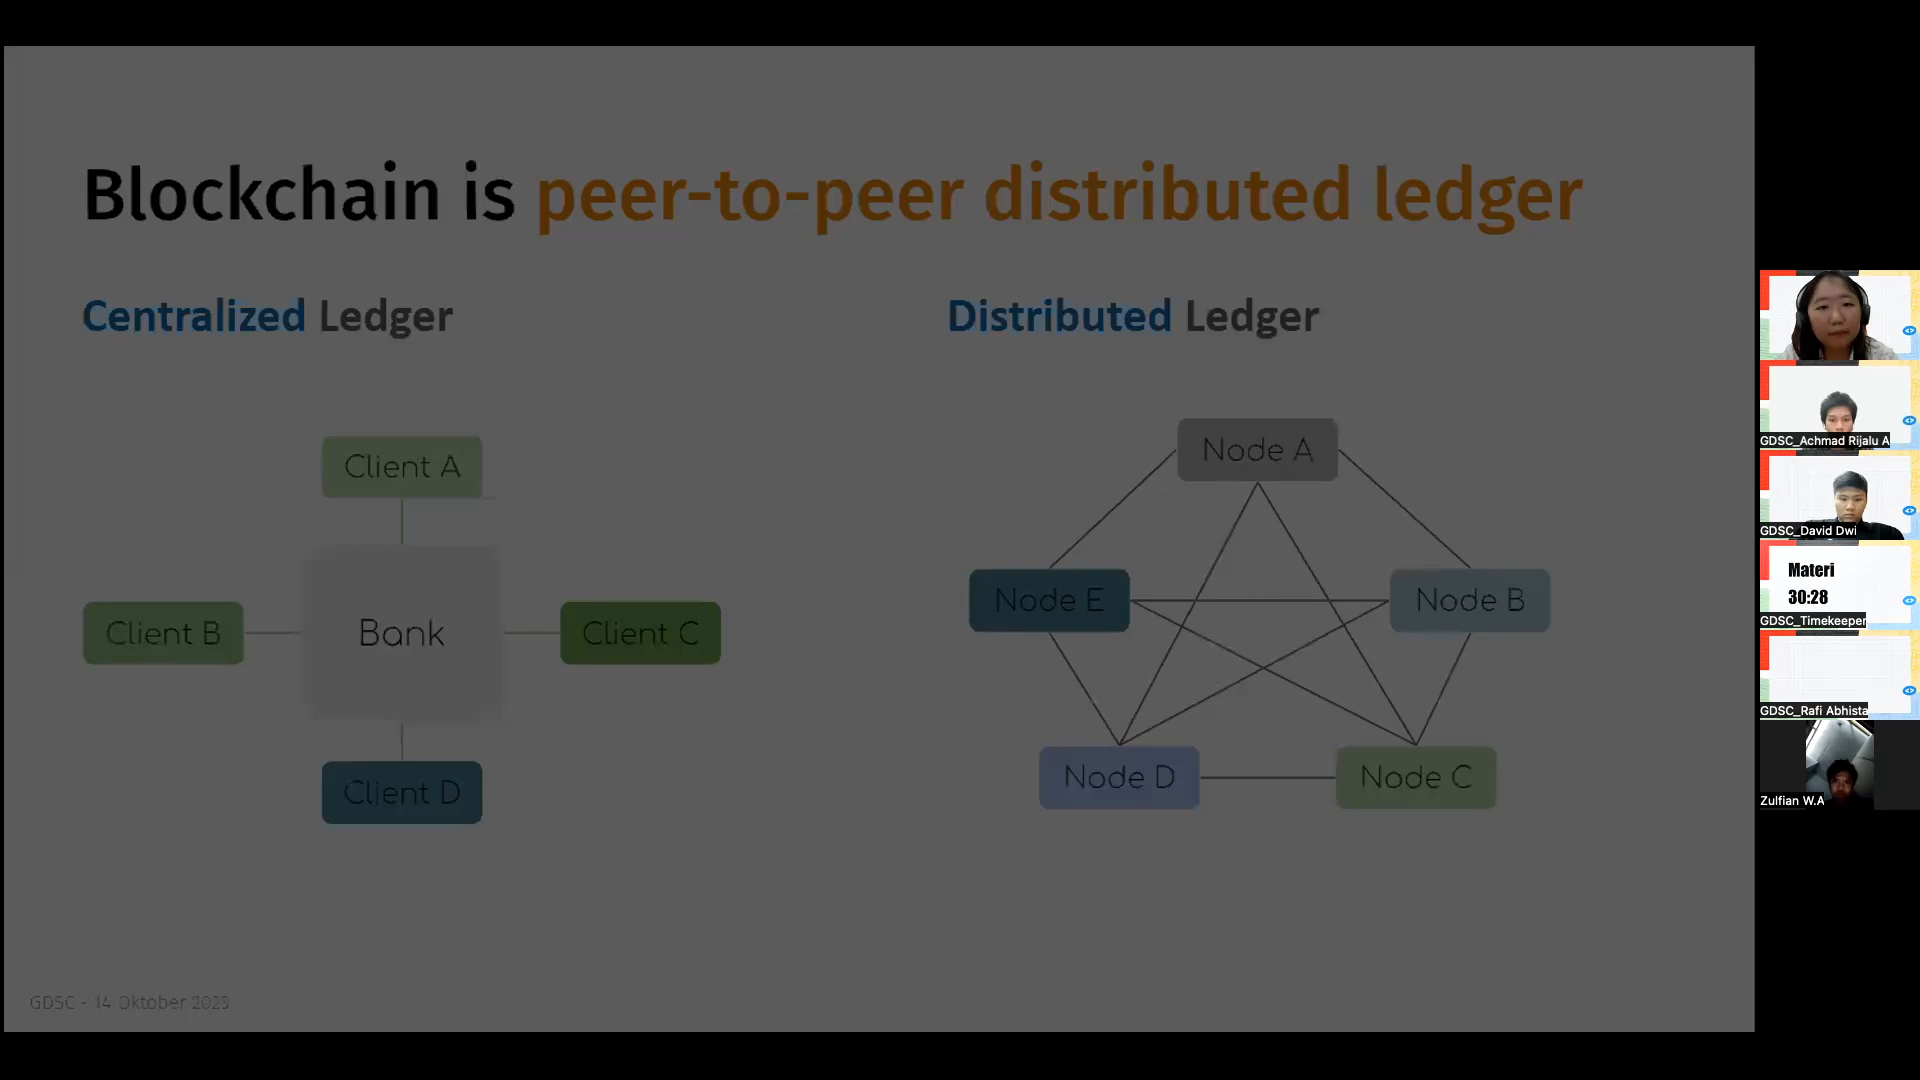 Blockchain is peer-to-peer distributed ledger
Centralized Ledger
Client A
Client B
Bank
Client C
Client D
Distributed Ledger
Node A
Node E
Node B
Node D
Node C
GDSC - 14 Oktober 2023
GDSC_Achmad Rijalu A
GDSC_David Dwi
Materi
30:28
GDSC_Timekeeper
GDSC_Rafi Abhista
Zulfian W.A